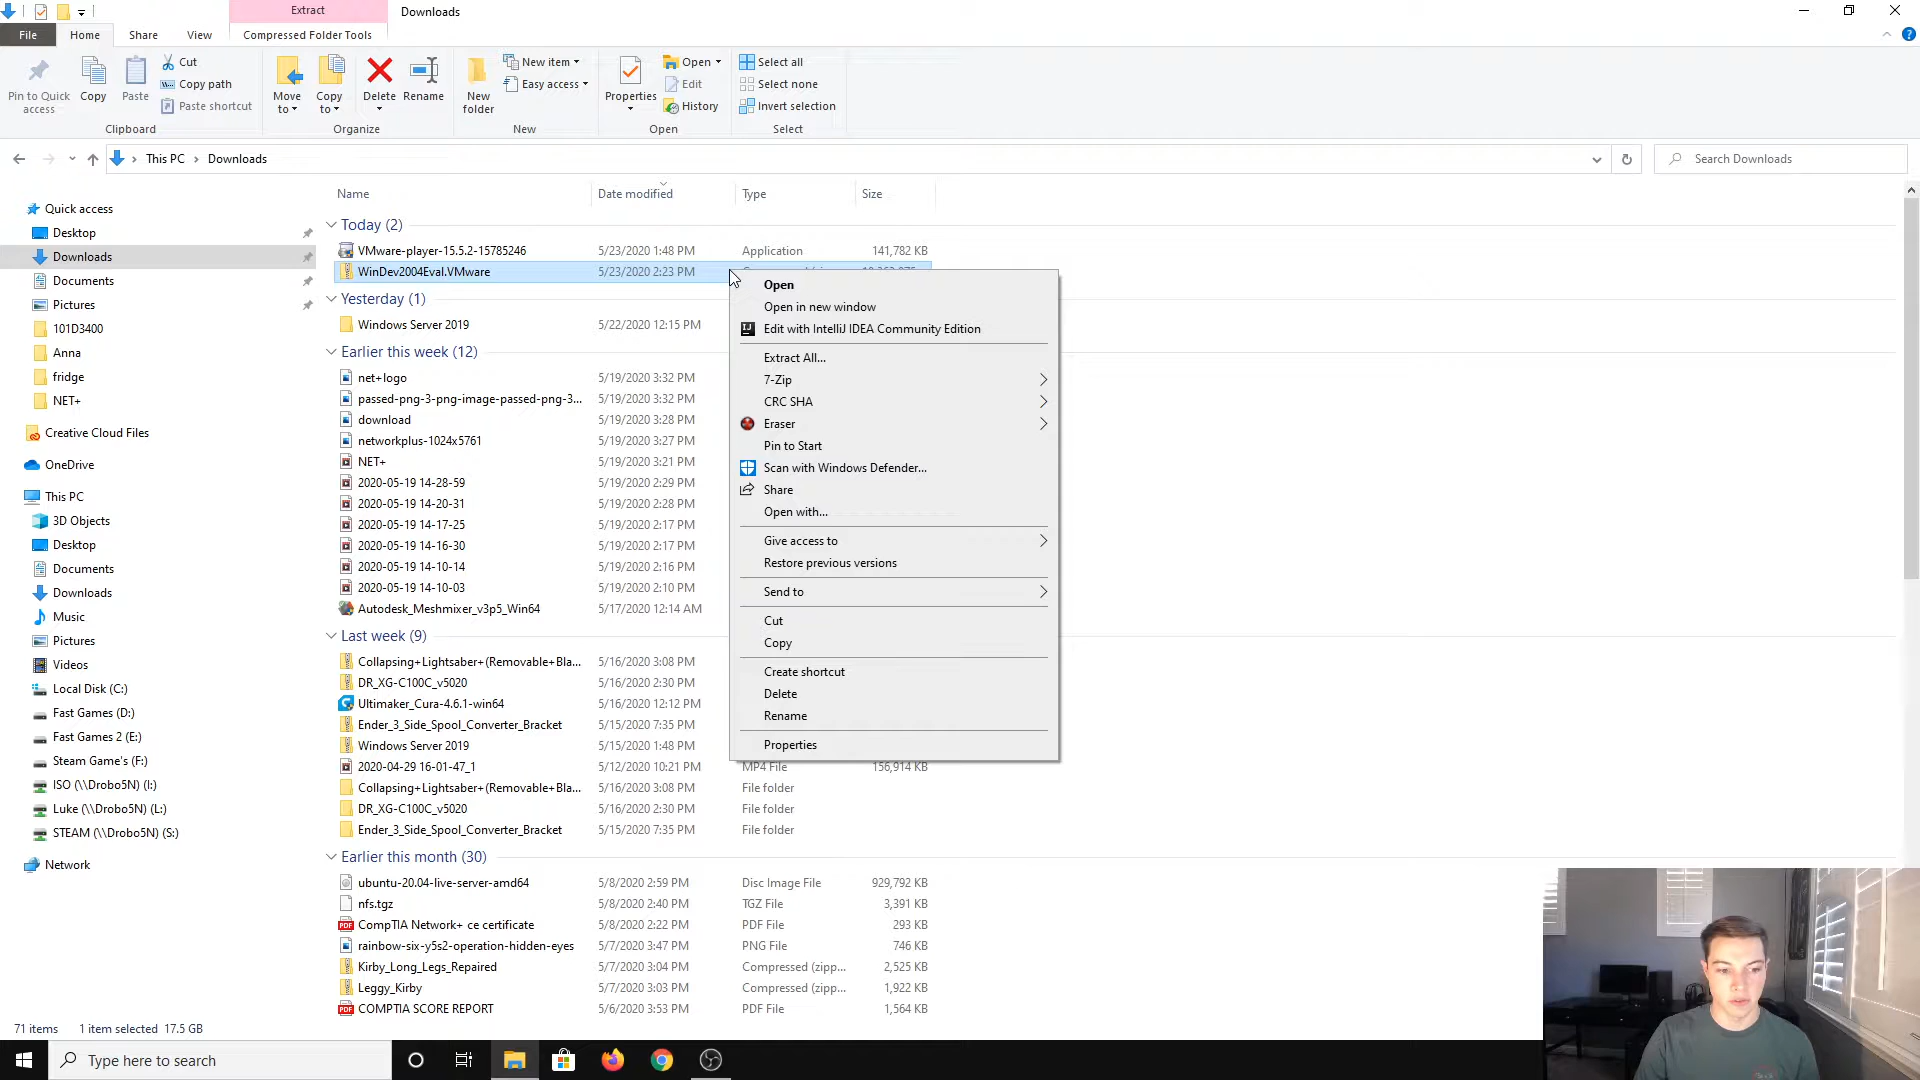 Extract
Downloads
File
Home
Share
View
Compressed Folder Tools
Pin to Quick access
Copy
Paste
Cut
Copy path
Paste shortcut
Clipboard
Move to
Copy to
Delete
Rename
Organize
New folder
New item
Easy access
New
Properties
Open
Edit
History
Open
Select all
Select none
Invert selection
Select
This PC > Downloads
Search Downloads
Quick access
Desktop
Downloads
Documents
Pictures
101D3400
Anna
fridge
NET+
Creative Cloud Files
OneDrive
This PC
3D Objects
Desktop
Documents
Downloads
Music
Pictures
Videos
Local Disk (C:)
Fast Games (D:)
Fast Games 2 (E:)
Steam Game's (F:)
ISO (\\Drobo5N) (I:)
Luke (\\Drobo5N) (L:)
STEAM (\\Drobo5N) (S:)
Network
Name Date modified Type Size
Today (2)
VMware-player-15.5.2-15785246 5/23/2020 1:48 PM Application 141,782 KB
WinDev2004Eval.VMware 5/23/2020 2:23 PM
Yesterday (1)
Windows Server 2019 5/22/2020 12:15 PM
Earlier this week (12)
net+logo 5/19/2020 3:32 PM
passed-png-3-png-image-passed-png-3... 5/19/2020 3:32 PM
download 5/19/2020 3:28 PM
networkplus-1024x5761 5/19/2020 3:27 PM
NET+ 5/19/2020 3:21 PM
2020-05-19 14-28-59 5/19/2020 2:29 PM
2020-05-19 14-20-31 5/19/2020 2:28 PM
2020-05-19 14-17-25 5/19/2020 2:17 PM
2020-05-19 14-16-30 5/19/2020 2:17 PM
2020-05-19 14-10-14 5/19/2020 2:16 PM
2020-05-19 14-10-03 5/19/2020 2:10 PM
Autodesk_Meshmixer_v3p5_Win64 5/17/2020 12:14 AM
Last week (9)
Collapsing+Lightsaber+(Removable+Bla... 5/16/2020 3:08 PM
DR_XG-C100C_v5020 5/16/2020 2:30 PM
Ultimaker_Cura-4.6.1-win64 5/16/2020 12:12 PM
Ender_3_Side_Spool_Converter_Bracket 5/15/2020 7:35 PM
Windows Server 2019 5/15/2020 1:48 PM
2020-04-29 16-01-47_1 5/12/2020 10:21 PM MP4 File 156,914 KB
Collapsing+Lightsaber+(Removable+Bla... 5/16/2020 3:08 PM File folder
DR_XG-C100C_v5020 5/16/2020 2:30 PM File folder
Ender_3_Side_Spool_Converter_Bracket 5/15/2020 7:35 PM File folder
Earlier this month (30)
ubuntu-20.04-live-server-amd64 5/8/2020 2:59 PM Disc Image File 929,792 KB
nfs.tgz 5/8/2020 2:40 PM TGZ File 3,391 KB
CompTIA Network+ ce certificate 5/8/2020 2:22 PM PDF File 293 KB
rainbow-six-y5s2-operation-hidden-eyes 5/7/2020 3:47 PM PNG File 746 KB
Kirby_Long_Legs_Repaired 5/7/2020 3:04 PM Compressed (zipp... 2,525 KB
Leggy_Kirby 5/7/2020 3:03 PM Compressed (zipp... 1,922 KB
COMPTIA SCORE REPORT 5/6/2020 3:53 PM PDF File 1,564 KB
Open
Open in new window
Edit with IntelliJ IDEA Community Edition
Extract All...
7-Zip
CRC SHA
Eraser
Pin to Start
Scan with Windows Defender...
Share
Open with...
Give access to
Restore previous versions
Send to
Cut
Copy
Create shortcut
Delete
Rename
Properties
71 items 1 item selected 17.5 GB
Type here to search